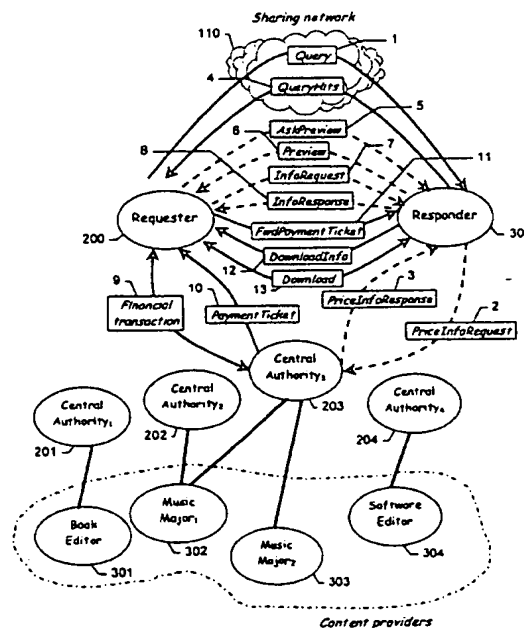 Sharing network
110
1
Query
4
QueryHits
5
AskPreview
6
Preview
8
7
InfoRequest
11
InfoResponse
Requester
Responder
FwdPaymentTicket
200
30
DownloadInfo
12
Download
13
9
10
3
Financial
transaction
PaymentTicket
PriceInfoResponse
2
PriceInfoRequest
Central
Authority₃
203
Central
Authority₁
201
Central
Authority₂
202
Central
Authority₄
204
Book
Editor
301
Music
Major₁
302
Music
Major₂
303
Software
Editor
304
Content providers